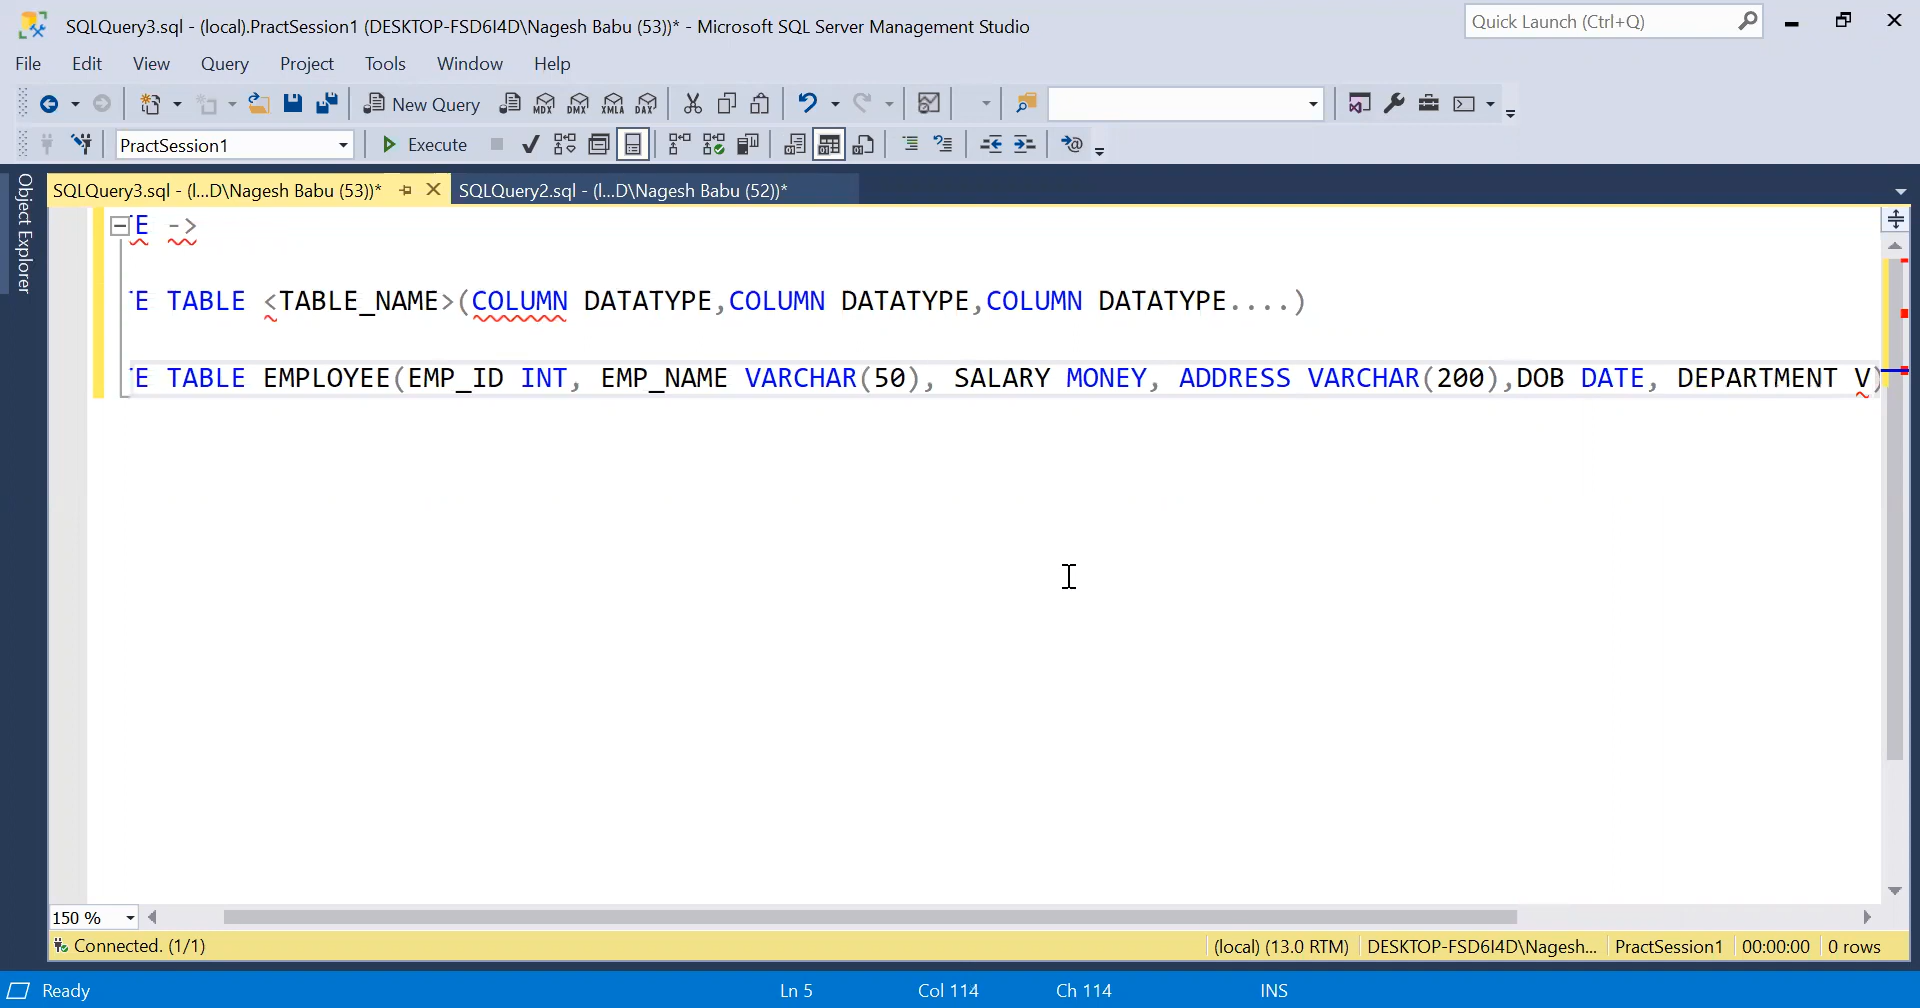 SQLQuery3.sql - (local).PractSession1 (DESKTOP-FSD6I4D\Nagesh Babu (53))* - Microsoft SQL Server Management Studio
Quick Launch (Ctrl+Q)
File Edit View Query Project Tools Window Help
New Query MDX DMX XMLA DAX
PractSession1 Execute
Object Explorer
SQLQuery3.sql - (l...D\Nagesh Babu (53))* SQLQuery2.sql - (l...D\Nagesh Babu (52))*
E ->
E TABLE <TABLE_NAME>(COLUMN DATATYPE,COLUMN DATATYPE,COLUMN DATATYPE....)
E TABLE EMPLOYEE(EMP_ID INT, EMP_NAME VARCHAR(50), SALARY MONEY, ADDRESS VARCHAR(200),DOB DATE, DEPARTMENT V)
150 %
Connected. (1/1) (local) (13.0 RTM) DESKTOP-FSD6I4D\Nagesh... PractSession1 00:00:00 0 rows
Ready Ln 5 Col 114 Ch 114 INS